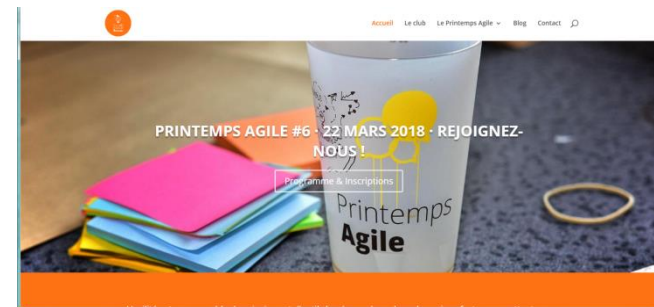 Accueil
Le club
Le Printemps Agile
Blog
Contact
PRINTEMPS AGILE #6 · 22 MARS 2018 · REJOIGNEZ-
NOUS !
Programme & Inscriptions
Printemps
Agile